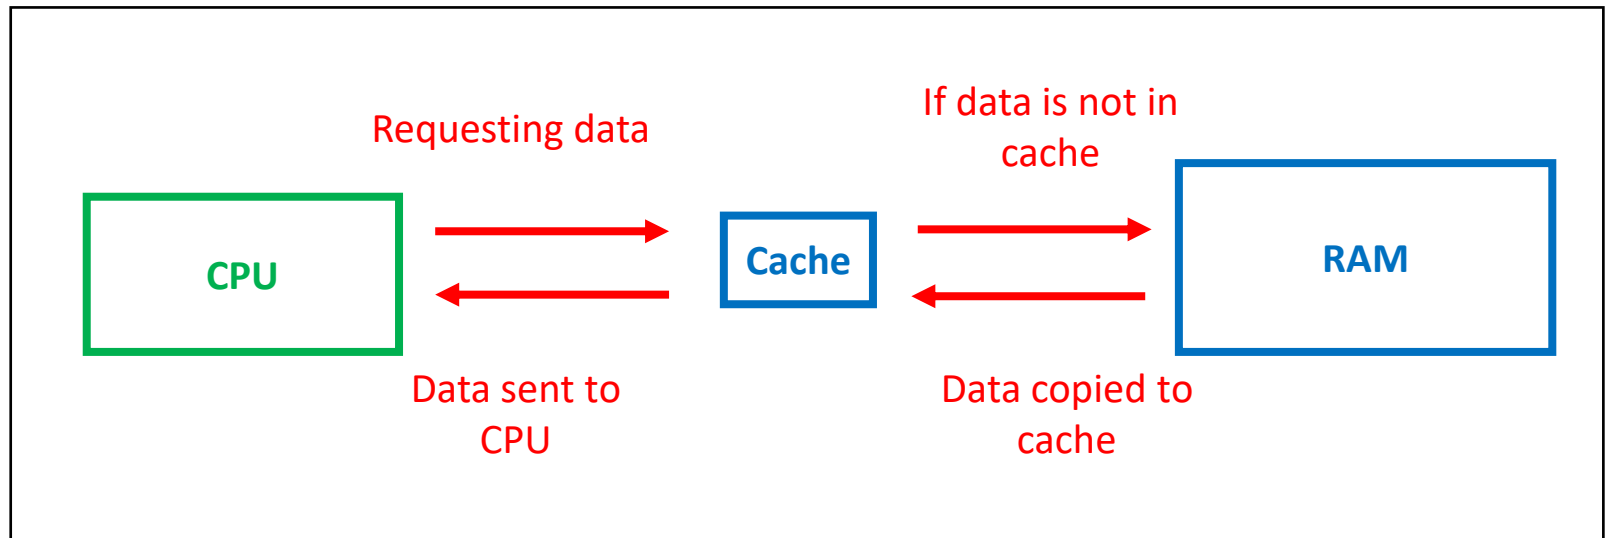 Requesting data
If data is not in
cache
CPU
Cache
RAM
Data sent to
CPU
Data copied to
cache